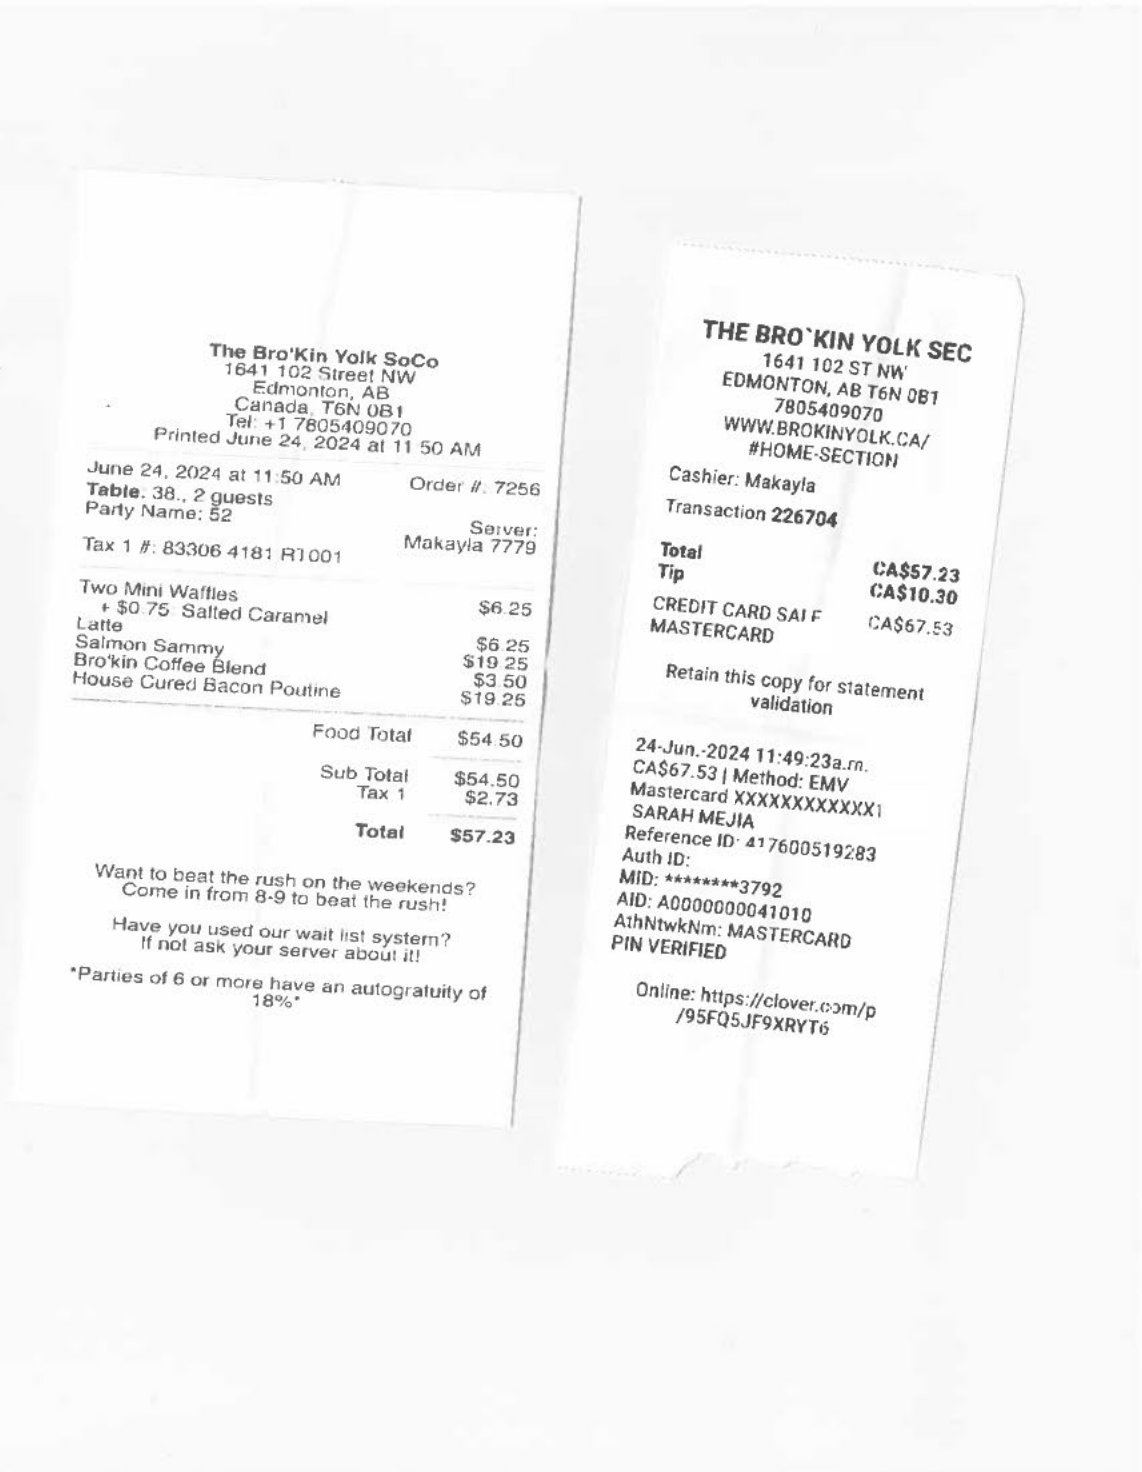 The Bro'Kin Yolk SoCo
1641 102 Street NW
Edmonton, AB
Canada, T6N 0B1
Tel: +1 7805409070
Printed June 24, 2024 at 11:50 AM
June 24, 2024 at 11:50 AM Order #: 7256
Table: 38., 2 guests
Party Name: 52 Server:
Makayla 7779
Tax 1 #: 83306 4181 RT001
Two Mini Waffles $6.25
+ $0.75 Salted Caramel
Latte $6.25
Salmon Sammy $19.25
Bro'kin Coffee Blend $3.50
House Cured Bacon Poutine $19.25
Food Total $54.50
Sub Total $54.50
Tax 1 $2.73
Total $57.23
Want to beat the rush on the weekends?
Come in from 8-9 to beat the rush!
Have you used our wait list system?
If not ask your server about it!
*Parties of 6 or more have an autogratuity of
18%*
THE BRO`KIN YOLK SEC
1641 102 ST NW
EDMONTON, AB T6N 0B1
7805409070
WWW.BROKINYOLK.CA/
#HOME-SECTION
Cashier: Makayla
Transaction 226704
Total CA$57.23
Tip CA$10.30
CREDIT CARD SALE CA$67.53
MASTERCARD
Retain this copy for statement
validation
24-Jun.-2024 11:49:23a.m.
CA$67.53 | Method: EMV
Mastercard XXXXXXXXXXXX1
SARAH MEJIA
Reference ID: 417600519283
Auth ID:
MID: ********3792
AID: A0000000041010
AthNtwkNm: MASTERCARD
PIN VERIFIED
Online: https://clover.com/p
/95FQ5JF9XRYT6